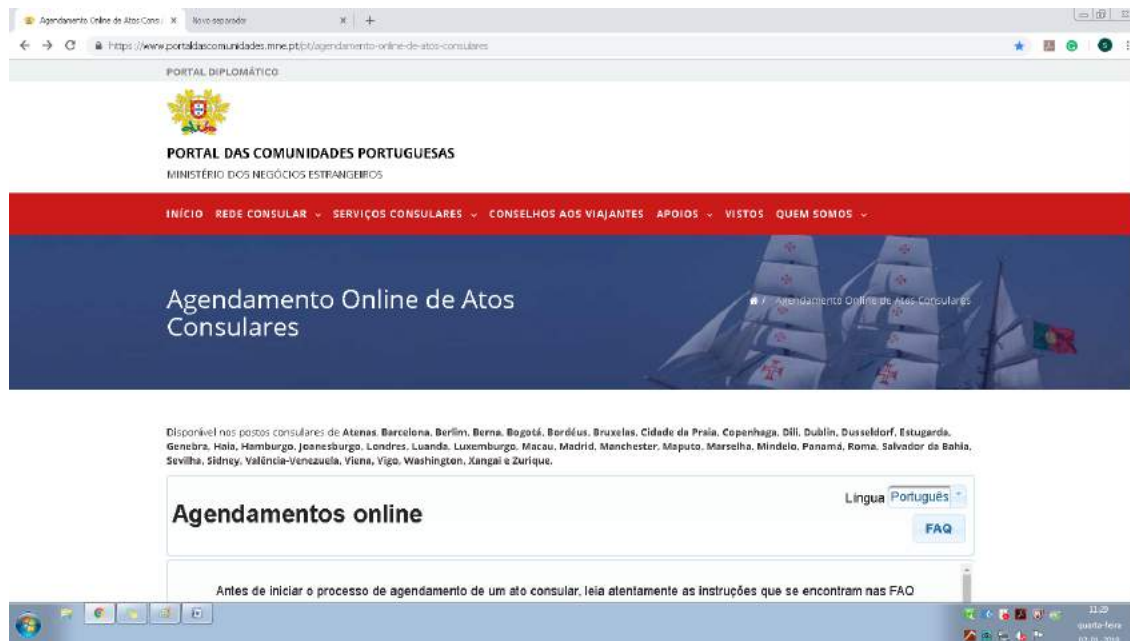 Agendamento Online de Atos Consu
Novo separador
https://www.portaldascomunidades.mne.pt/pt/agendamento-online-de-atos-consulares
PORTAL DIPLOMÁTICO
PORTAL DAS COMUNIDADES PORTUGUESAS
MINISTÉRIO DOS NEGÓCIOS ESTRANGEIROS
INÍCIO REDE CONSULAR SERVIÇOS CONSULARES CONSELHOS AOS VIAJANTES APOIOS VISTOS QUEM SOMOS
Agendamento Online de Atos
Consulares
/ Agendamento Online de Atos Consulares
Disponível nos postos consulares de Atenas, Barcelona, Berlim, Berna, Bogotá, Bordéus, Bruxelas, Cidade da Praia, Copenhaga, Dili, Dublin, Dusseldorf, Estugarda,
Genebra, Haia, Hamburgo, Joanesburgo, Londres, Luanda, Luxemburgo, Macau, Madrid, Manchester, Maputo, Marselha, Mindelo, Panamá, Roma, Salvador da Bahia,
Sevilha, Sidney, Valência-Venezuela, Viena, Vigo, Washington, Xangai e Zurique.
Agendamentos online
Língua Português
FAQ
Antes de iniciar o processo de agendamento de um ato consular, leia atentamente as instruções que se encontram nas FAQ
11:29
quarta-feira